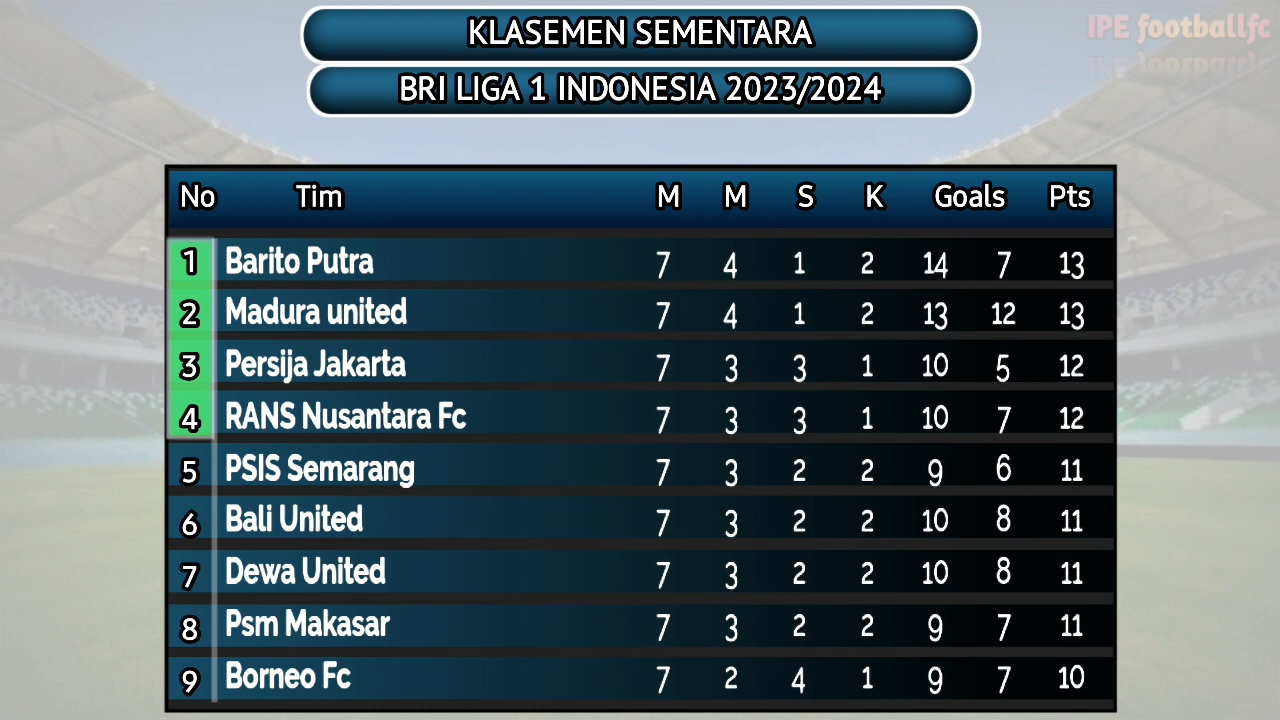 IPE footballfc
KLASEMEN SEMENTARA
BRI LIGA 1 INDONESIA 2023/2024
No Tim M M S K Goals Pts
1 Barito Putra 7 4 1 2 14 7 13
2 Madura united 7 4 1 2 13 12 13
3 Persija Jakarta 7 3 3 1 10 5 12
4 RANS Nusantara Fc 7 3 3 1 10 7 12
5 PSIS Semarang 7 3 2 2 9 6 11
6 Bali United 7 3 2 2 10 8 11
7 Dewa United 7 3 2 2 10 8 11
8 Psm Makasar 7 3 2 2 9 7 11
9 Borneo Fc 7 2 4 1 9 7 10